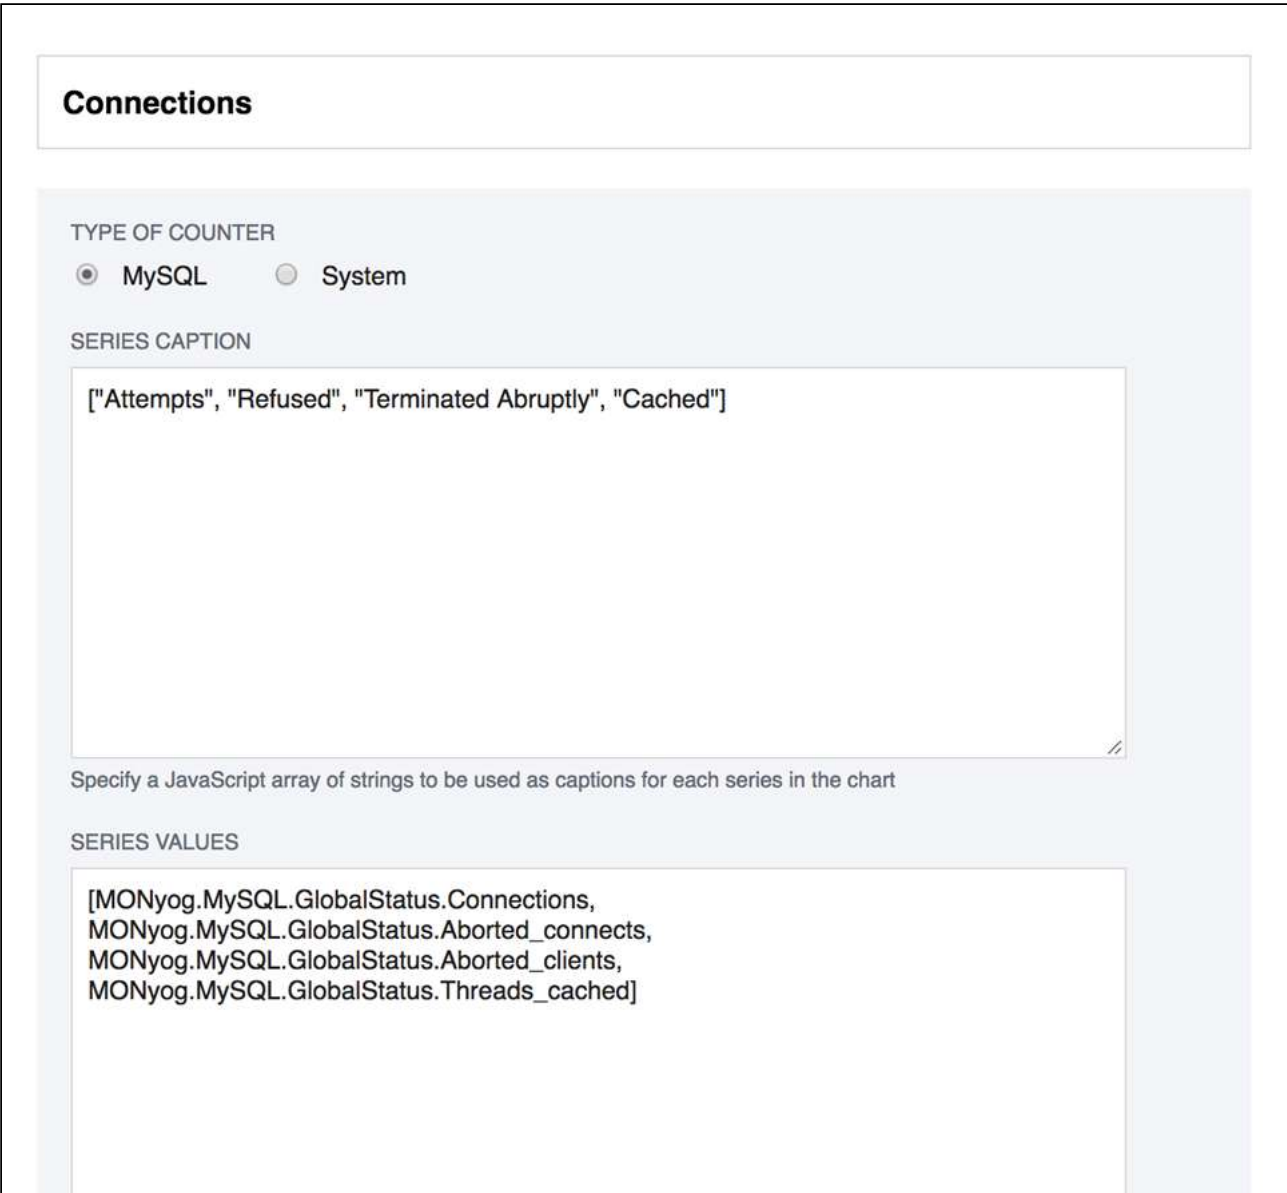 Connections
TYPE OF COUNTER
MySQL System
SERIES CAPTION
["Attempts", "Refused", "Terminated Abruptly", "Cached"]
Specify a JavaScript array of strings to be used as captions for each series in the chart
SERIES VALUES
[MONyog.MySQL.GlobalStatus.Connections,
MONyog.MySQL.GlobalStatus.Aborted_connects,
MONyog.MySQL.GlobalStatus.Aborted_clients,
MONyog.MySQL.GlobalStatus.Threads_cached]